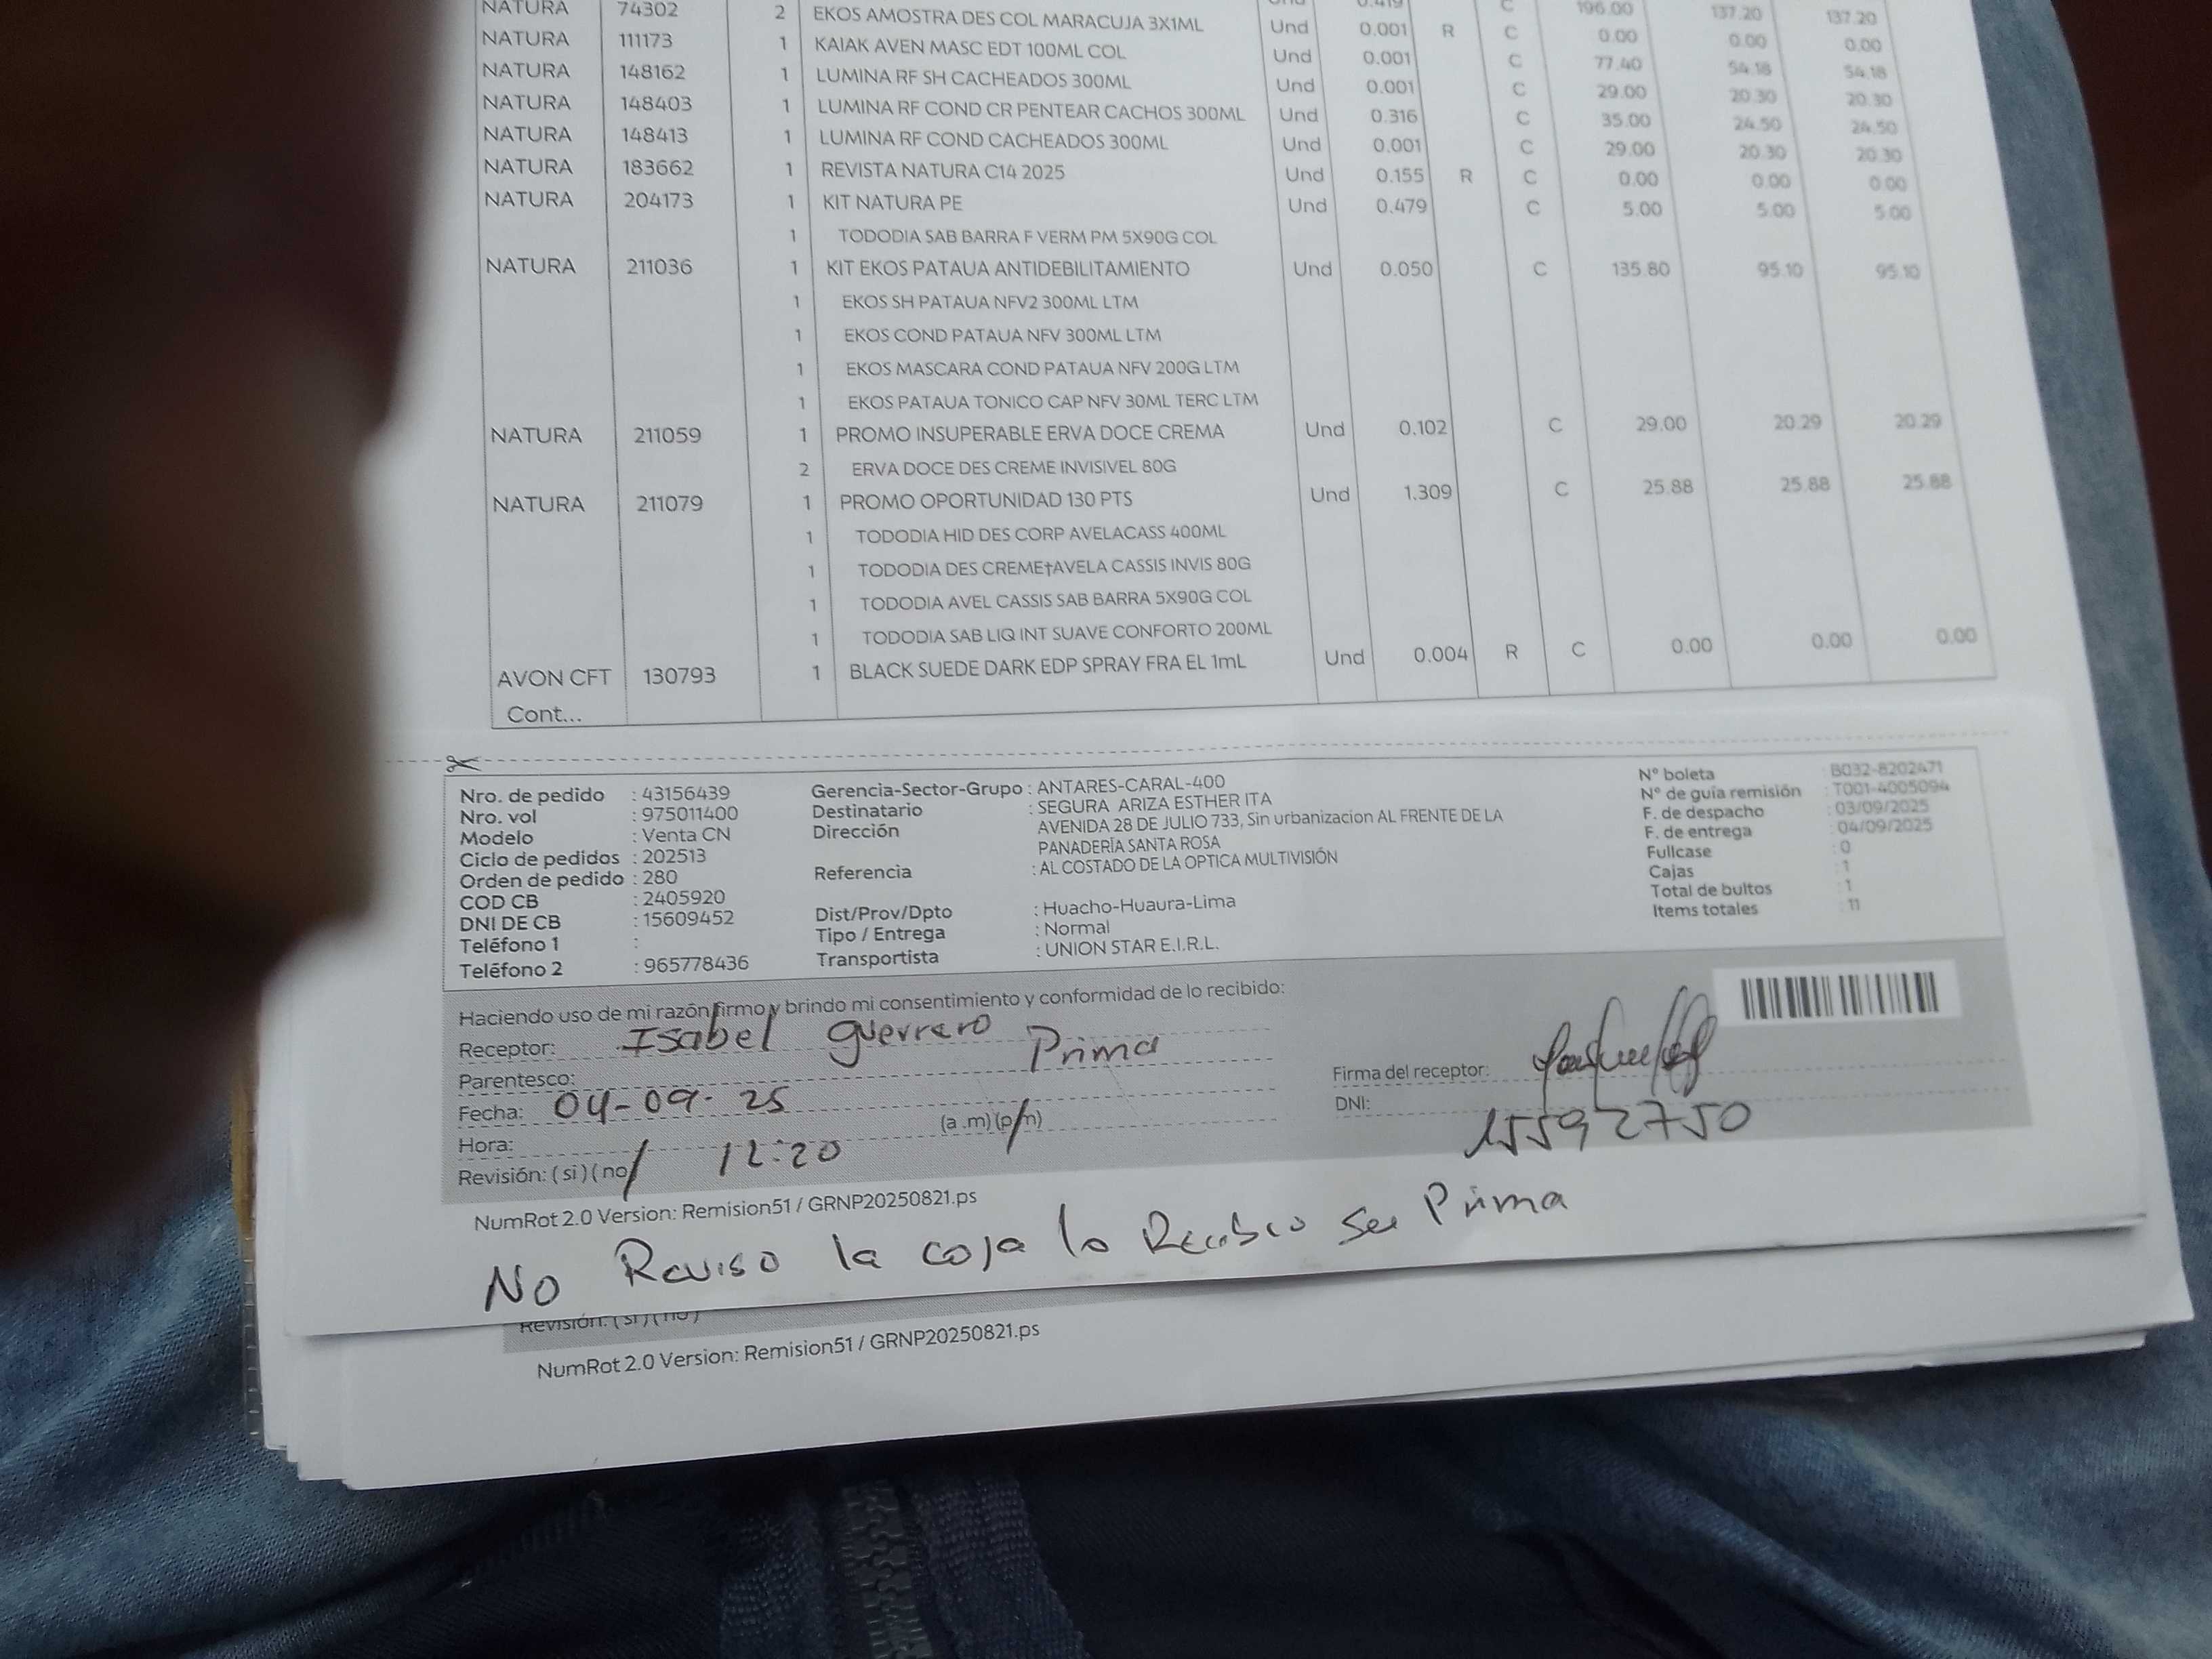 NATURA 74302 2 EKOS AMOSTRA DES COL MARACUJA 3X1ML Und 0.419 C 196.00 137.20 137.20
NATURA 111173 1 KAIAK AVEN MASC EDT 100ML COL Und 0.001 R C 0.00 0.00 0.00
NATURA 148162 1 LUMINA RF SH CACHEADOS 300ML Und 0.001 C 77.40 54.18 54.18
NATURA 148403 1 LUMINA RF COND CR PENTEAR CACHOS 300ML Und 0.001 C 29.00 20.30 20.30
NATURA 148413 1 LUMINA RF COND CACHEADOS 300ML Und 0.316 C 35.00 24.50 24.50
NATURA 183662 1 REVISTA NATURA C14 2025 Und 0.001 C 29.00 20.30 20.30
NATURA 204173 1 KIT NATURA PE Und 0.155 R C 0.00 0.00 0.00
1 TODODIA SAB BARRA F VERM PM 5X90G COL Und 0.479 C 5.00 5.00 5.00
NATURA 211036 1 KIT EKOS PATAUA ANTIDEBILITAMIENTO Und 0.050 C 135.80 95.10 95.10
1 EKOS SH PATAUA NFV2 300ML LTM
1 EKOS COND PATAUA NFV 300ML LTM
1 EKOS MASCARA COND PATAUA NFV 200G LTM
1 EKOS PATAUA TONICO CAP NFV 30ML TERC LTM
NATURA 211059 1 PROMO INSUPERABLE ERVA DOCE CREMA Und 0.102 C 29.00 20.29 20.29
2 ERVA DOCE DES CREME INVISIVEL 80G
NATURA 211079 1 PROMO OPORTUNIDAD 130 PTS Und 1.309 C 25.88 25.88 25.88
1 TODODIA HID DES CORP AVELACASS 400ML
1 TODODIA DES CREME†AVELA CASSIS INVIS 80G
1 TODODIA AVEL CASSIS SAB BARRA 5X90G COL
1 TODODIA SAB LIQ INT SUAVE CONFORTO 200ML
AVON CFT 130793 1 BLACK SUEDE DARK EDP SPRAY FRA EL 1mL Und 0.004 R C 0.00 0.00 0.00
Cont...
Nro. de pedido : 43156439 Gerencia-Sector-Grupo : ANTARES-CARAL-400 N° boleta : B032-8202471
Nro. vol : 975011400 Destinatario : SEGURA ARIZA ESTHER ITA N° de guía remisión : T001-4005094
Modelo : Venta CN Dirección AVENIDA 28 DE JULIO 733, Sin urbanizacion AL FRENTE DE LA F. de despacho : 03/09/2025
Ciclo de pedidos : 202513 PANADERÍA SANTA ROSA F. de entrega : 04/09/2025
Orden de pedido : 280 Referencia : AL COSTADO DE LA OPTICA MULTIVISIÓN Fullcase : 0
COD CB : 2405920 Cajas : 1
DNI DE CB : 15609452 Dist/Prov/Dpto : Huacho-Huaura-Lima Total de bultos : 1
Teléfono 1 : Tipo / Entrega : Normal Items totales : 11
Teléfono 2 : 965778436 Transportista : UNION STAR E.I.R.L.
Haciendo uso de mi razón firmo y brindo mi consentimiento y conformidad de lo recibido:
Receptor: Isabel guerrero
Parentesco: Prima Firma del receptor:
Fecha: 04-09-25 DNI: 15592750
Hora: 12:20 (a .m) (p/m)
Revisión: ( si ) ( no/
NumRot 2.0 Version: Remision51 / GRNP20250821.ps
NO Reviso la caja lo Recibio su Prima
Revisión: ( si ) ( no )
NumRot 2.0 Version: Remision51 / GRNP20250821.ps